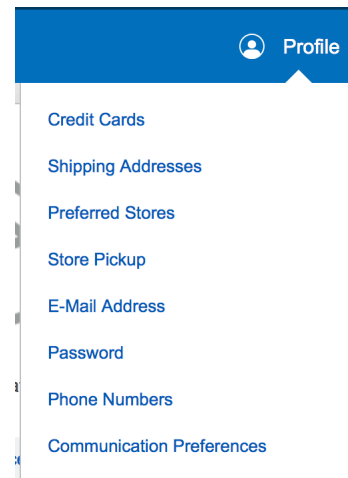 Profile
Credit Cards
Shipping Addresses
Preferred Stores
Store Pickup
E-Mail Address
Password
Phone Numbers
Communication Preferences